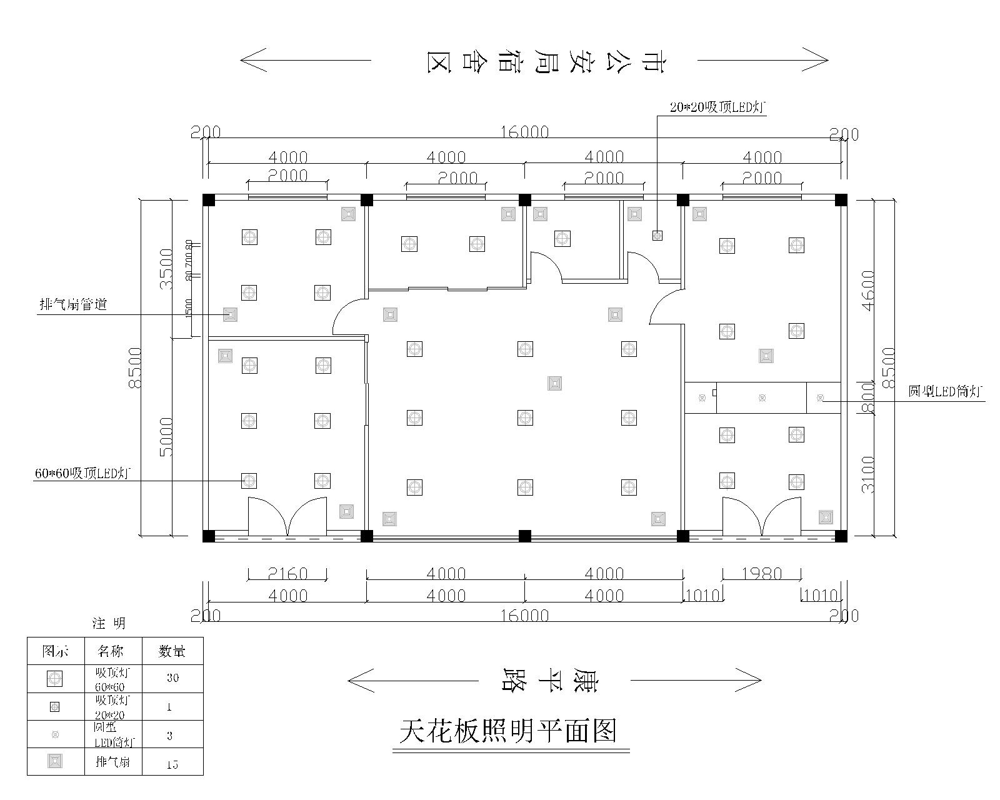 市公安局宿舍区
20*20吸顶LED灯
200
16000
200
4000
4000
4000
4000
2000
2000
2000
2000
80
700
80
1500
3500
5000
8500
排气扇管道
60*60吸顶LED灯
4600
800
3100
8500
圆型LED筒灯
2160
4000
4000
1980
4000
4000
4000
1010
1010
200
16000
200
注 明
图示 名称 数量
吸顶灯
60*60
30
吸顶灯
20*20
1
圆型
LED筒灯
3
排气扇
15
康平路
天花板照明平面图